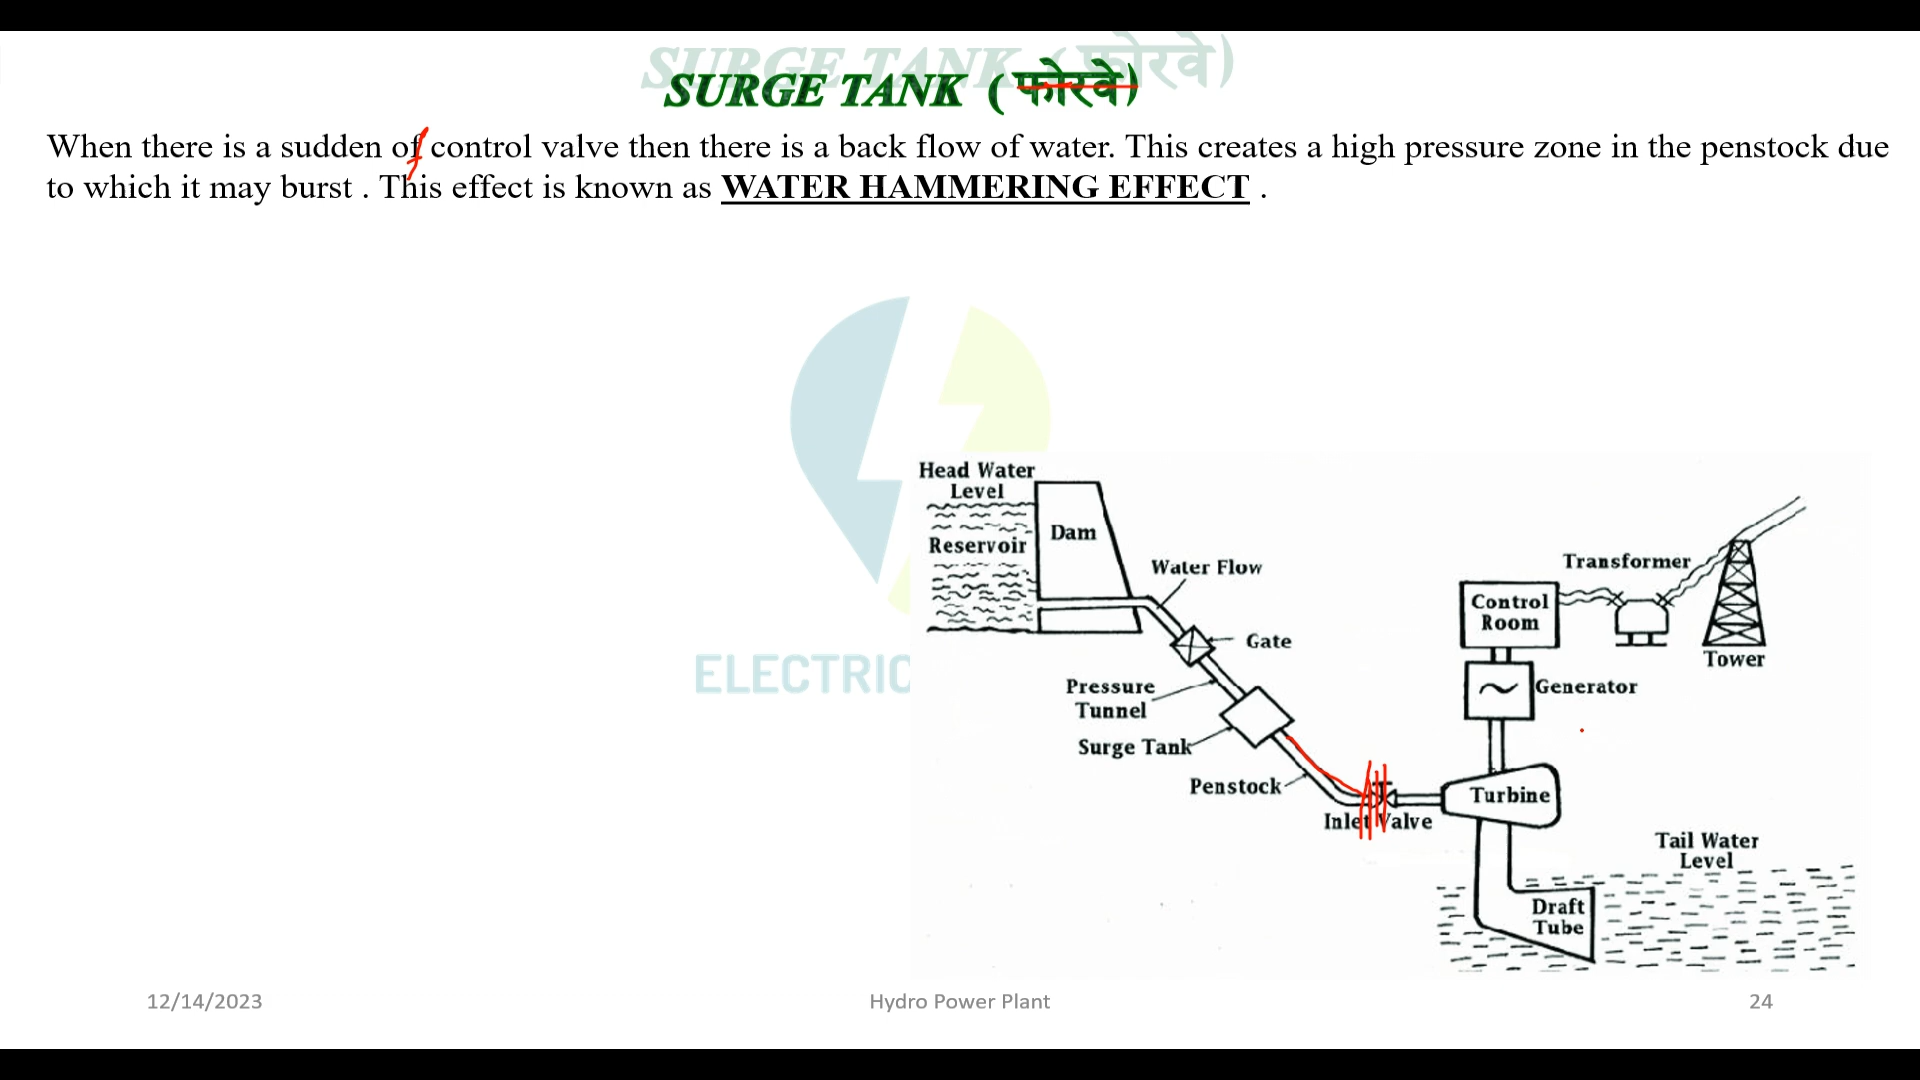 SURGE TANK ( फोरवे)
SURGE TANK ( फोरवे)
When there is a sudden of control valve then there is a back flow of water. This creates a high pressure zone in the penstock due
to which it may burst . This effect is known as WATER HAMMERING EFFECT .
Head Water
Level
Reservoir
Dam
Water Flow
Gate
Pressure
Tunnel
Surge Tank
Penstock
Inlet Valve
Control
Room
Transformer
Tower
Generator
Turbine
Tail Water
Level
Draft
Tube
ELECTRIC
12/14/2023
Hydro Power Plant
24